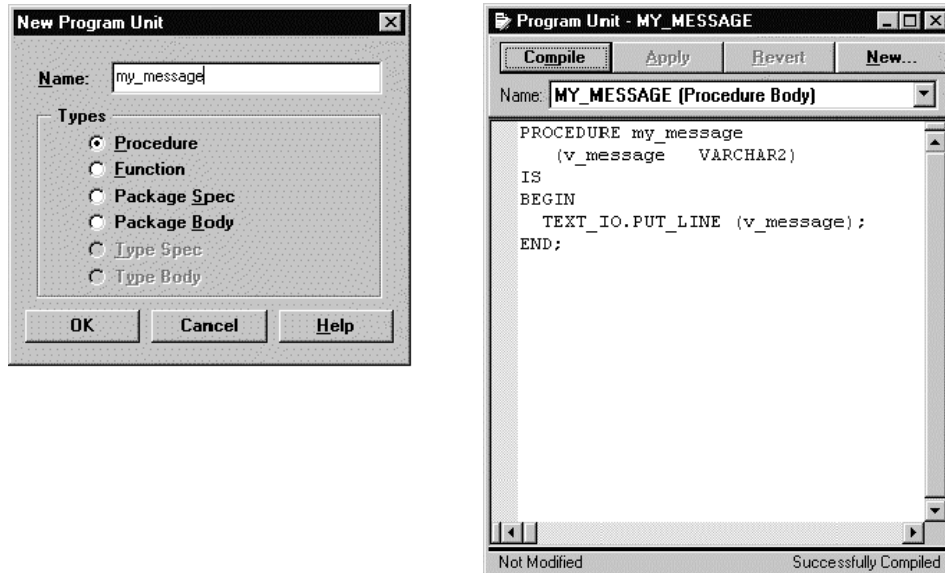 New Program Unit
Name: my_message
Types
Procedure
Function
Package Spec
Package Body
Type Spec
Type Body
OK Cancel Help
Program Unit - MY_MESSAGE
Compile Apply Revert New...
Name: MY_MESSAGE (Procedure Body)
PROCEDURE my_message
(v_message VARCHAR2)
IS
BEGIN
TEXT_IO.PUT_LINE (v_message);
END;
Not Modified Successfully Compiled